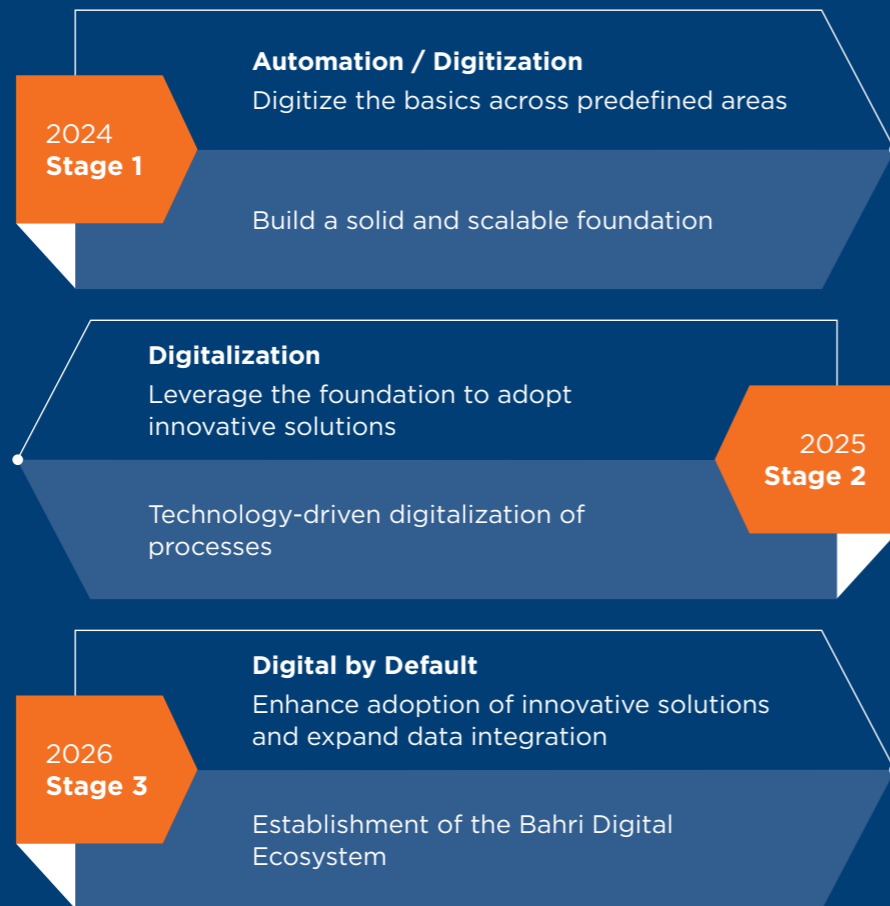 2024
Stage 1
Automation / Digitization
Digitize the basics across predefined areas
Build a solid and scalable foundation
Digitalization
Leverage the foundation to adopt
innovative solutions
Technology-driven digitalization of
processes
2025
Stage 2
2026
Stage 3
Digital by Default
Enhance adoption of innovative solutions
and expand data integration
Establishment of the Bahri Digital
Ecosystem